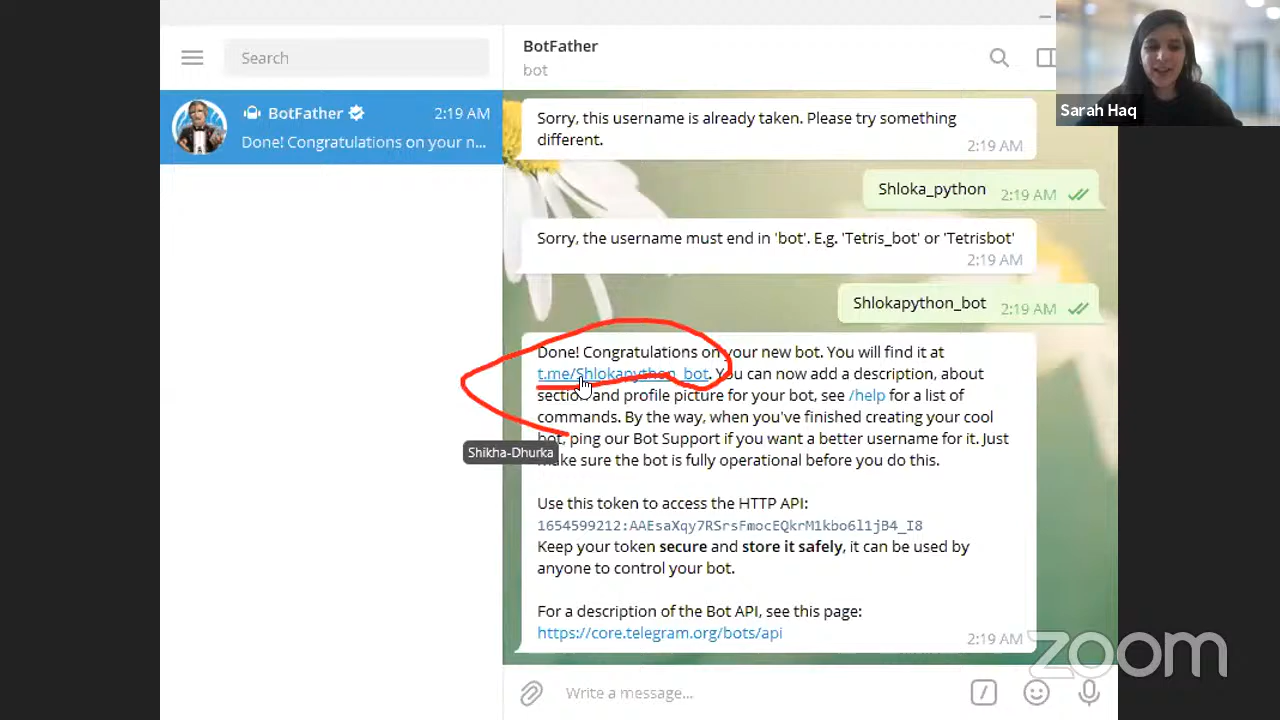 BotFather
bot
Search
BotFather 2:19 AM
Done! Congratulations on your n...
Sarah Haq
Sorry, this username is already taken. Please try something
different.
2:19 AM
Shloka_python 2:19 AM
Sorry, the username must end in 'bot'. E.g. 'Tetris_bot' or 'Tetrisbot'
2:19 AM
Shlokapython_bot 2:19 AM
Done! Congratulations on your new bot. You will find it at
t.me/Shlokapython_bot. You can now add a description, about
section and profile picture for your bot, see /help for a list of
commands. By the way, when you've finished creating your cool
bot, ping our Bot Support if you want a better username for it. Just
make sure the bot is fully operational before you do this.
Shikha-Dhurka
Use this token to access the HTTP API:
1654599212:AAEsaXqy7RSrsFmocEQkrM1kbo6l1jB4_I8
Keep your token secure and store it safely, it can be used by
anyone to control your bot.
For a description of the Bot API, see this page:
https://core.telegram.org/bots/api
2:19 AM
Write a message...
zoom